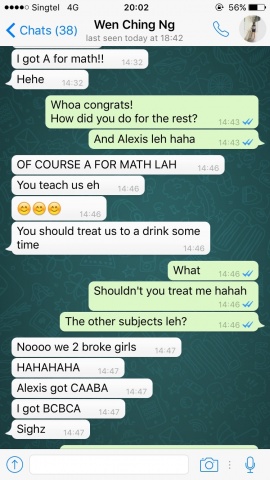 Singtel 4G 20:02 56%
Chats (38) Wen Ching Ng
last seen today at 18:42
I got A for math!! 14:32
Hehe 14:32
Whoa congrats!
How did you do for the rest? 14:43
And Alexis leh haha 14:43
OF COURSE A FOR MATH LAH 14:46
You teach us eh 14:46
😊😊😊 14:46
You should treat us to a drink some
time 14:46
What 14:46
Shouldn't you treat me hahah 14:46
The other subjects leh? 14:46
Noooo we 2 broke girls 14:47
HAHAHAHA 14:47
Alexis got CAABA 14:47
I got BCBCA 14:47
Sighz 14:47